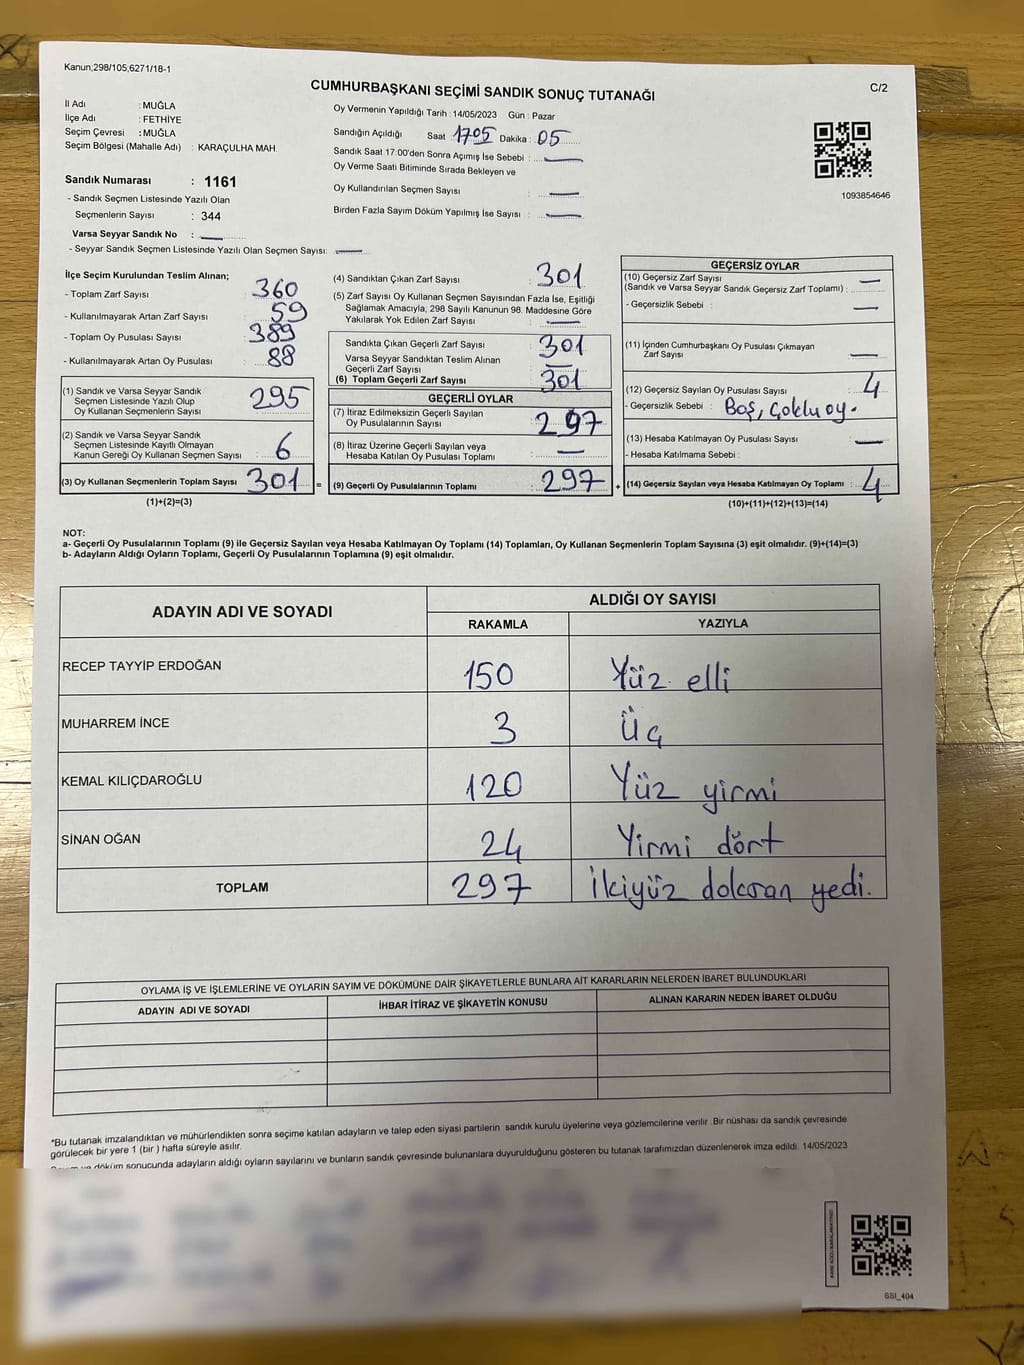 Kanun;298/105,6271/18-1
CUMHURBAŞKANI SEÇİMİ SANDIK SONUÇ TUTANAĞI
C/2
İl Adı : MUĞLA
İlçe Adı : FETHİYE
Seçim Çevresi : MUĞLA
Seçim Bölgesi (Mahalle Adı) : KARAÇULHA MAH.
Sandık Numarası : 1161
- Sandık Seçmen Listesinde Yazılı Olan
Seçmenlerin Sayısı : 344
Varsa Seyyar Sandık No :
- Seyyar Sandık Seçmen Listesinde Yazılı Olan Seçmen Sayısı:
Oy Vermenin Yapıldığı Tarih : 14/05/2023 Gün : Pazar
Sandığın Açıldığı Saat : 1705 Dakika : 05
Sandık Saat 17:00'den Sonra Açımış İse Sebebi :
Oy Verme Saati Bitiminde Sırada Bekleyen ve
Oy Kullandırılan Seçmen Sayısı :
Birden Fazla Sayım Döküm Yapılmış İse Sayısı :
1093854646
İlçe Seçim Kurulundan Teslim Alınan;
- Toplam Zarf Sayısı : 360
- Kullanılmayarak Artan Zarf Sayısı : 59
- Toplam Oy Pusulası Sayısı : 389
- Kullanılmayarak Artan Oy Pusulası : 88
(1) Sandık ve Varsa Seyyar Sandık
Seçmen Listesinde Yazılı Olup
Oy Kullanan Seçmenlerin Sayısı : 295
(2) Sandık ve Varsa Seyyar Sandık
Seçmen Listesinde Kayıtlı Olmayan
Kanun Gereği Oy Kullanan Seçmen Sayısı : 6
(3) Oy Kullanan Seçmenlerin Toplam Sayısı : 301 =
(1)+(2)=(3)
(4) Sandıktan Çıkan Zarf Sayısı : 301
(5) Zarf Sayısı Oy Kullanan Seçmen Sayısından Fazla İse, Eşitliği
Sağlamak Amacıyla, 298 Sayılı Kanunun 98. Maddesine Göre
Yakılarak Yok Edilen Zarf Sayısı :
Sandıkta Çıkan Geçerli Zarf Sayısı : 301
Varsa Seyyar Sandıktan Teslim Alınan
Geçerli Zarf Sayısı :
(6) Toplam Geçerli Zarf Sayısı : 301
GEÇERLİ OYLAR
(7) İtiraz Edilmeksizin Geçerli Sayılan
Oy Pusulalarının Sayısı : 297
(8) İtiraz Üzerine Geçerli Sayılan veya
Hesaba Katılan Oy Pusulası Toplamı :
(9) Geçerli Oy Pusulalarının Toplamı : 297 +
GEÇERSİZ OYLAR
(10) Geçersiz Zarf Sayısı
(Sandık ve Varsa Seyyar Sandık Geçersiz Zarf Toplamı) :
- Geçersizlik Sebebi :
(11) İçinden Cumhurbaşkanı Oy Pusulası Çıkmayan
Zarf Sayısı :
(12) Geçersiz Sayılan Oy Pusulası Sayısı : 4
- Geçersizlik Sebebi : Boş, çoklu oy.
(13) Hesaba Katılmayan Oy Pusulası Sayısı :
- Hesaba Katılmama Sebebi :
(14) Geçersiz Sayılan veya Hesaba Katılmayan Oy Toplamı : 4
(10)+(11)+(12)+(13)=(14)
NOT:
a- Geçerli Oy Pusulalarının Toplamı (9) ile Geçersiz Sayılan veya Hesaba Katılmayan Oy Toplamı (14) Toplamları, Oy Kullanan Seçmenlerin Toplam Sayısına (3) eşit olmalıdır. (9)+(14)=(3)
b- Adayların Aldığı Oyların Toplamı, Geçerli Oy Pusulalarının Toplamına (9) eşit olmalıdır.
ADAYIN ADI VE SOYADI ALDIĞI OY SAYISI
RAKAMLA YAZIYLA
RECEP TAYYİP ERDOĞAN 150 Yüz elli
MUHARREM İNCE 3 Üç
KEMAL KILIÇDAROĞLU 120 Yüz yirmi
SİNAN OĞAN 24 Yirmi dört
TOPLAM 297 İkiyüz doksan yedi.
OYLAMA İŞ VE İŞLEMLERİNE VE OYLARIN SAYIM VE DÖKÜMÜNE DAİR ŞİKAYETLERLE BUNLARA AİT KARARLARIN NELERDEN İBARET BULUNDUKLARI
ADAYIN ADI VE SOYADI İHBAR İTİRAZ VE ŞİKAYETİN KONUSU ALINAN KARARIN NEDEN İBARET OLDUĞU
*Bu tutanak imzalandıktan ve mühürlendikten sonra seçime katılan adayların ve talep eden siyasi partilerin sandık kurulu üyelerine veya gözlemcilerine verilir .Bir nüshası da sandık çevresinde
görülecek bir yere 1 (bir ) hafta süreyle asılır.
ve döküm sonucunda adayların aldığı oyların sayılarını ve bunların sandık çevresinde bulunanlara duyurulduğunu gösteren bu tutanak tarafımızdan düzenlenerek imza edildi. 14/05/2023
SSI_404